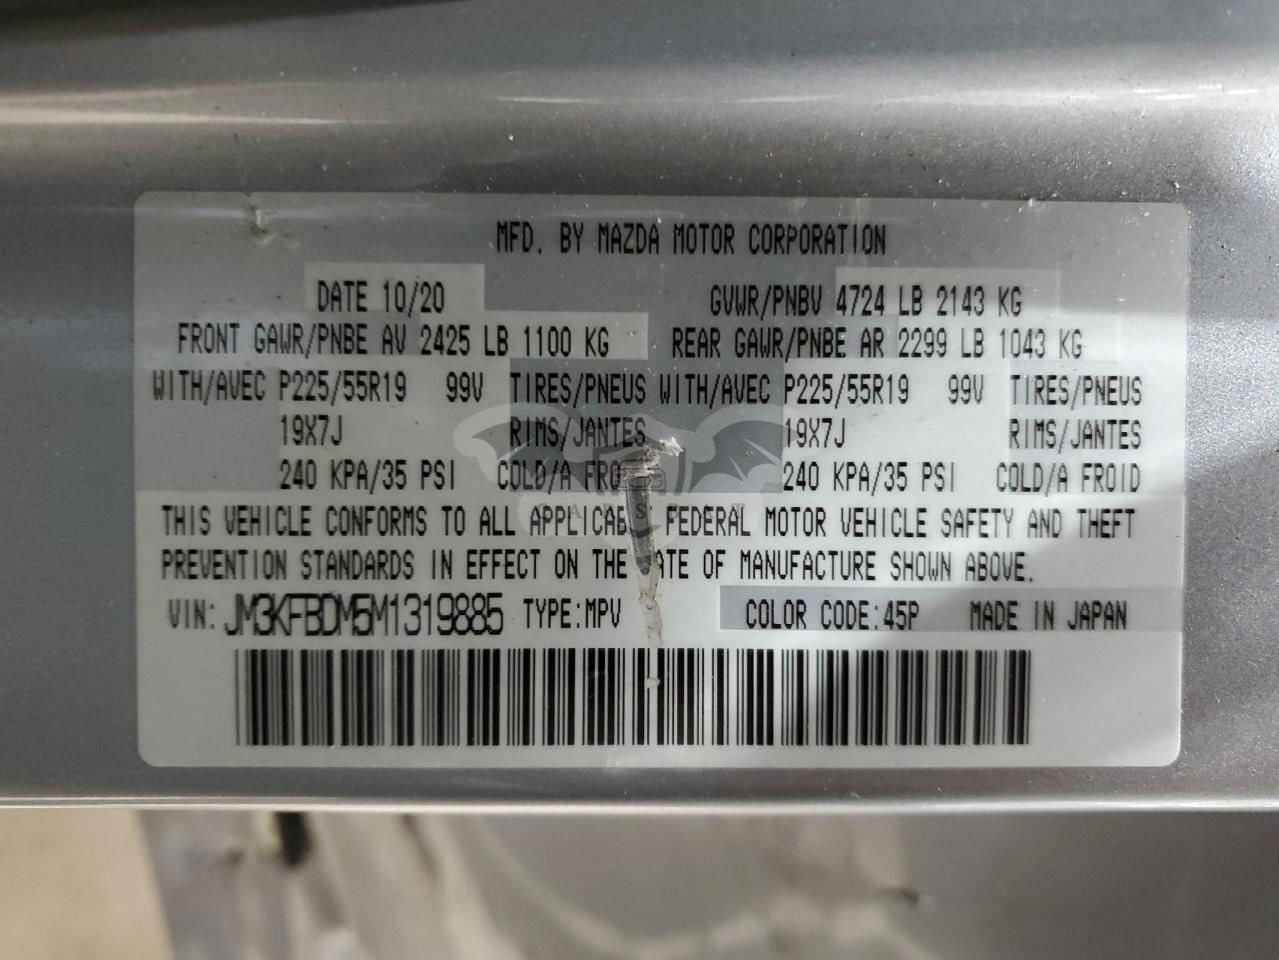 MFD. BY MAZDA MOTOR CORPORATION
DATE 10/20 GVWR/PNBV 4724 LB 2143 KG
FRONT GAWR/PNBE AV 2425 LB 1100 KG REAR GAWR/PNBE AR 2299 LB 1043 KG
WITH/AVEC P225/55R19 99V TIRES/PNEUS WITH/AVEC P225/55R19 99V TIRES/PNEUS
19X7J RIMS/JANTES 19X7J RIMS/JANTES
240 KPA/35 PSI COLD/A 240 KPA/35 PSI COLD/A FROID
THIS VEHICLE CONFORMS TO ALL FEDERAL MOTOR VEHICLE SAFETY AND THEFT
PREVENTION STANDARDS IN EFFECT ON THE OF MANUFACTURE SHOWN ABOVE.
VIN: JM3KFBDM5M1319885 TYPE:MPV COLOR CODE:45P MADE IN JAPAN